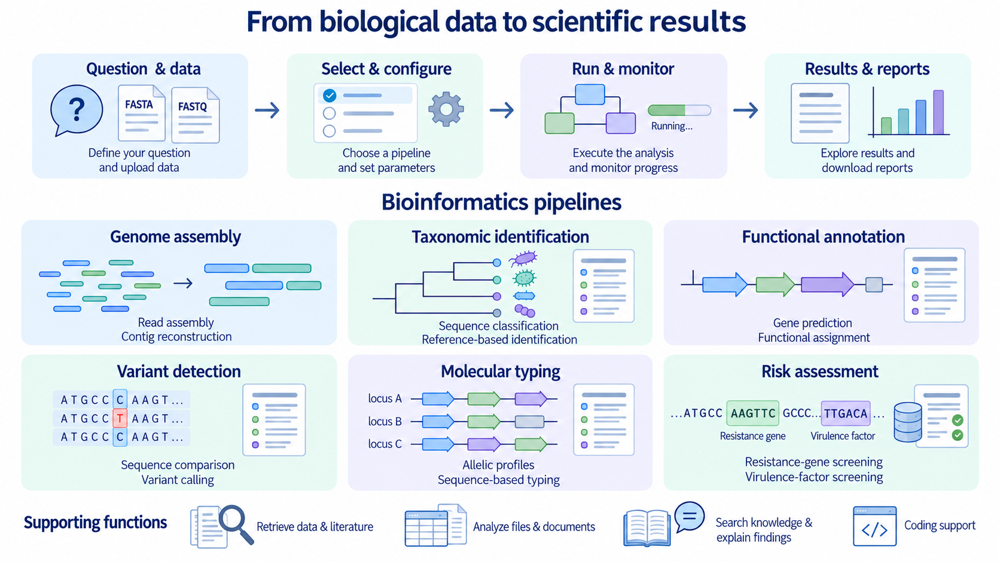 From biological data to scientific results
Question & data
FASTA
FASTQ
Define your question
and upload data
Select & configure
Choose a pipeline
and set parameters
Run & monitor
Running...
Execute the analysis
and monitor progress
Results & reports
Explore results and
download reports
Bioinformatics pipelines
Genome assembly
Read assembly
Contig reconstruction
Taxonomic identification
Sequence classification
Reference-based identification
Functional annotation
Gene prediction
Functional assignment
Variant detection
A T G C C C A A G T ...
A T G C C T A A G T ...
A T G C C C A A G T ...
Sequence comparison
Variant calling
Molecular typing
locus A
locus B
locus C
Allelic profiles
Sequence-based typing
Risk assessment
...ATGCC AAGTTC GCCC... TTGACA ...
Resistance gene
Virulence factor
Resistance-gene screening
Virulence-factor screening
Supporting functions
Retrieve data & literature
Analyze files & documents
Search knowledge &
explain findings
</>
Coding support